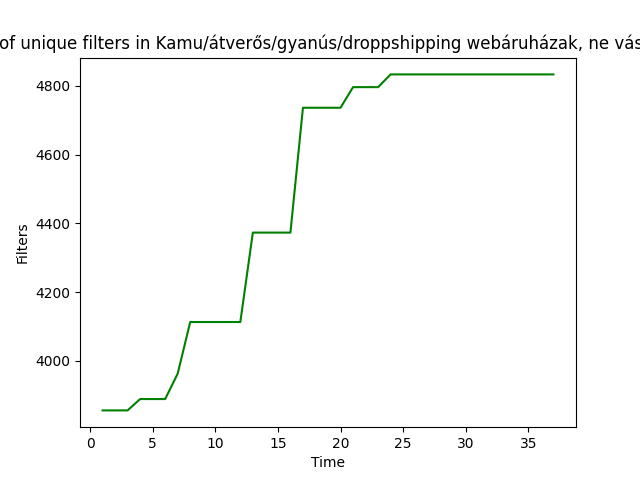 of unique filters in Kamu/átverős/gyanús/droppshipping webáruházak, ne vás
4800
4600
4400
4200
4000
Filters
0 5 10 15 20 25 30 35
Time